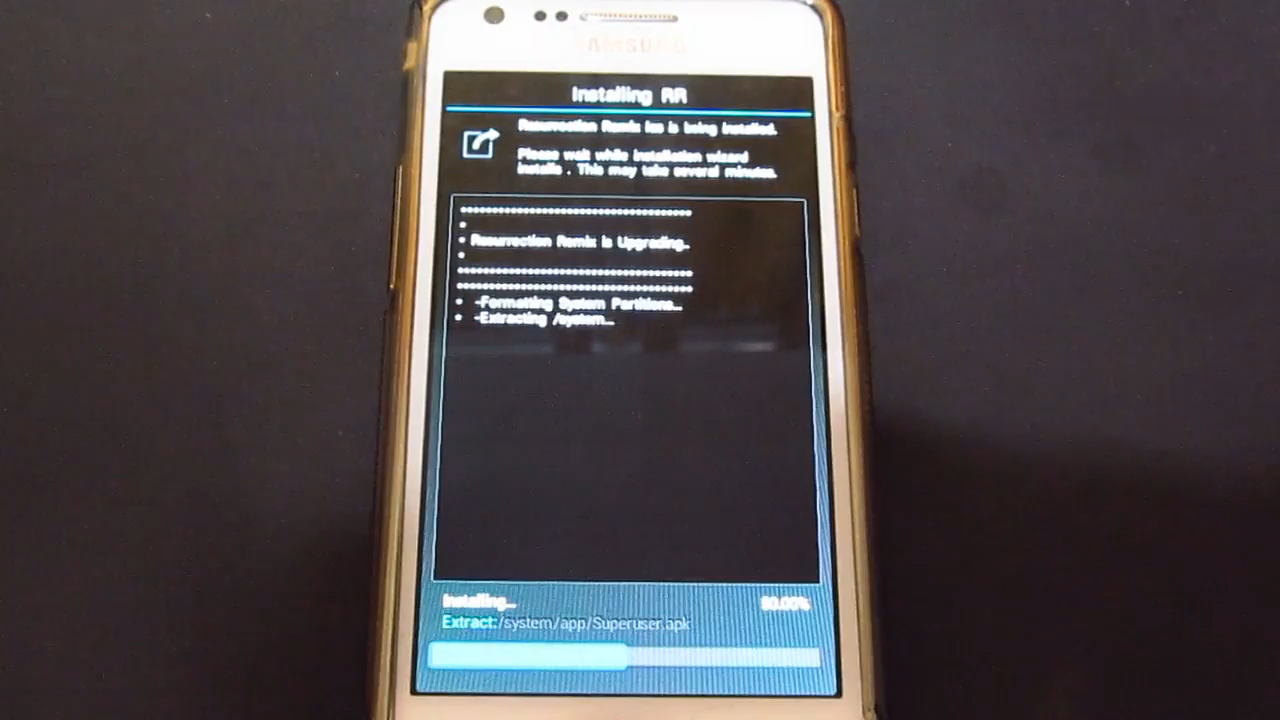 SAMSUNG
Installing RR
Resurrection Remix ics is being installed.
Please wait while installation wizard
installs . This may take several minutes.
***************************************
*
* Resurrection Remix is Upgrading..
*
***************************************
***************************************
* -Formatting System Partitions...
* -Extracting /system...
Installing...
50.00%
Extract:/system/app/Superuser.apk